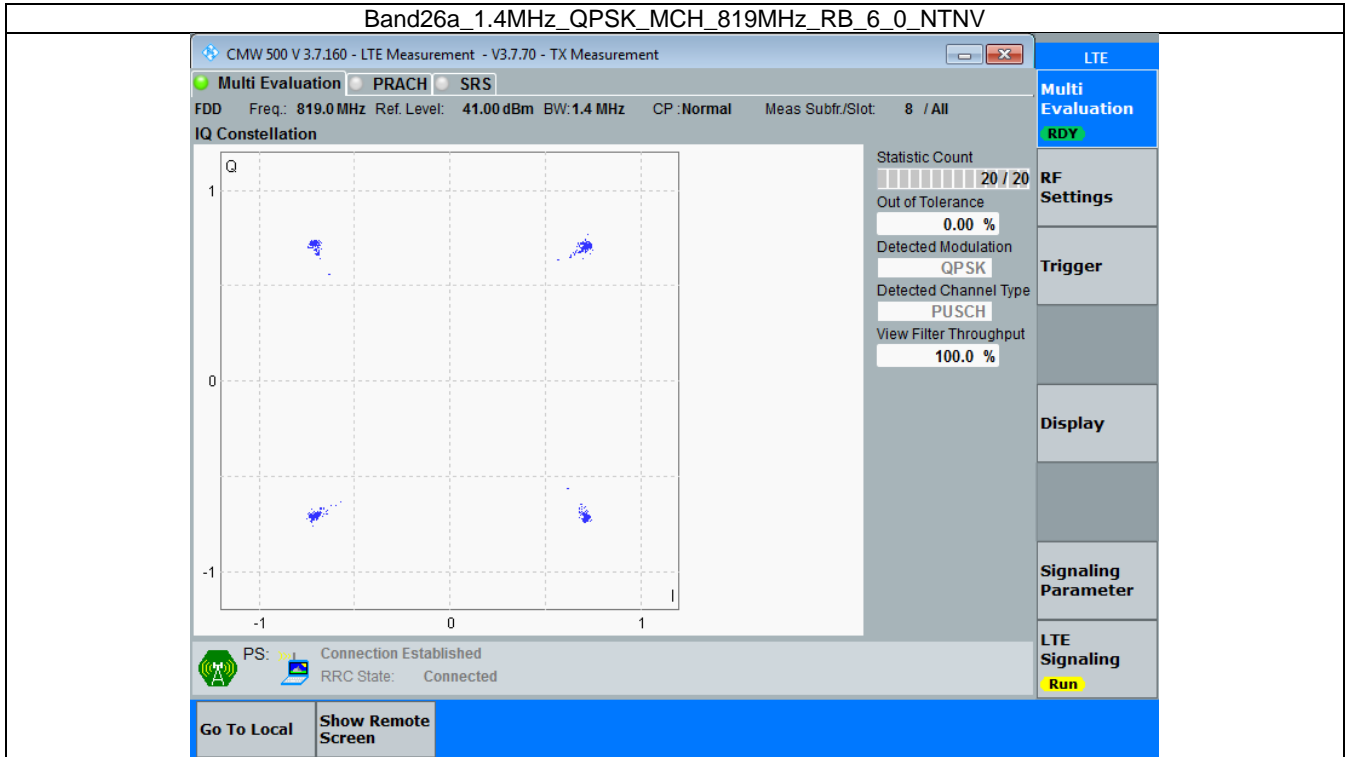 Band26a_1.4MHz_QPSK_MCH_819MHz_RB_6_0_NTNV
CMW 500 V 3.7.160 - LTE Measurement - V3.7.70 - TX Measurement
LTE
Multi Evaluation PRACH SRS
FDD Freq.: 819.0 MHz Ref. Level: 41.00 dBm BW: 1.4 MHz CP : Normal Meas Subfr./Slot: 8 / All
IQ Constellation
Q
1
0
-1
I
-1 0 1
Statistic Count
20 / 20
Out of Tolerance
0.00 %
Detected Modulation
QPSK
Detected Channel Type
PUSCH
View Filter Throughput
100.0 %
Multi
Evaluation
RDY
RF
Settings
Trigger
Display
Signaling
Parameter
LTE
Signaling
Run
PS: Connection Established
RRC State: Connected
Go To Local
Show Remote
Screen